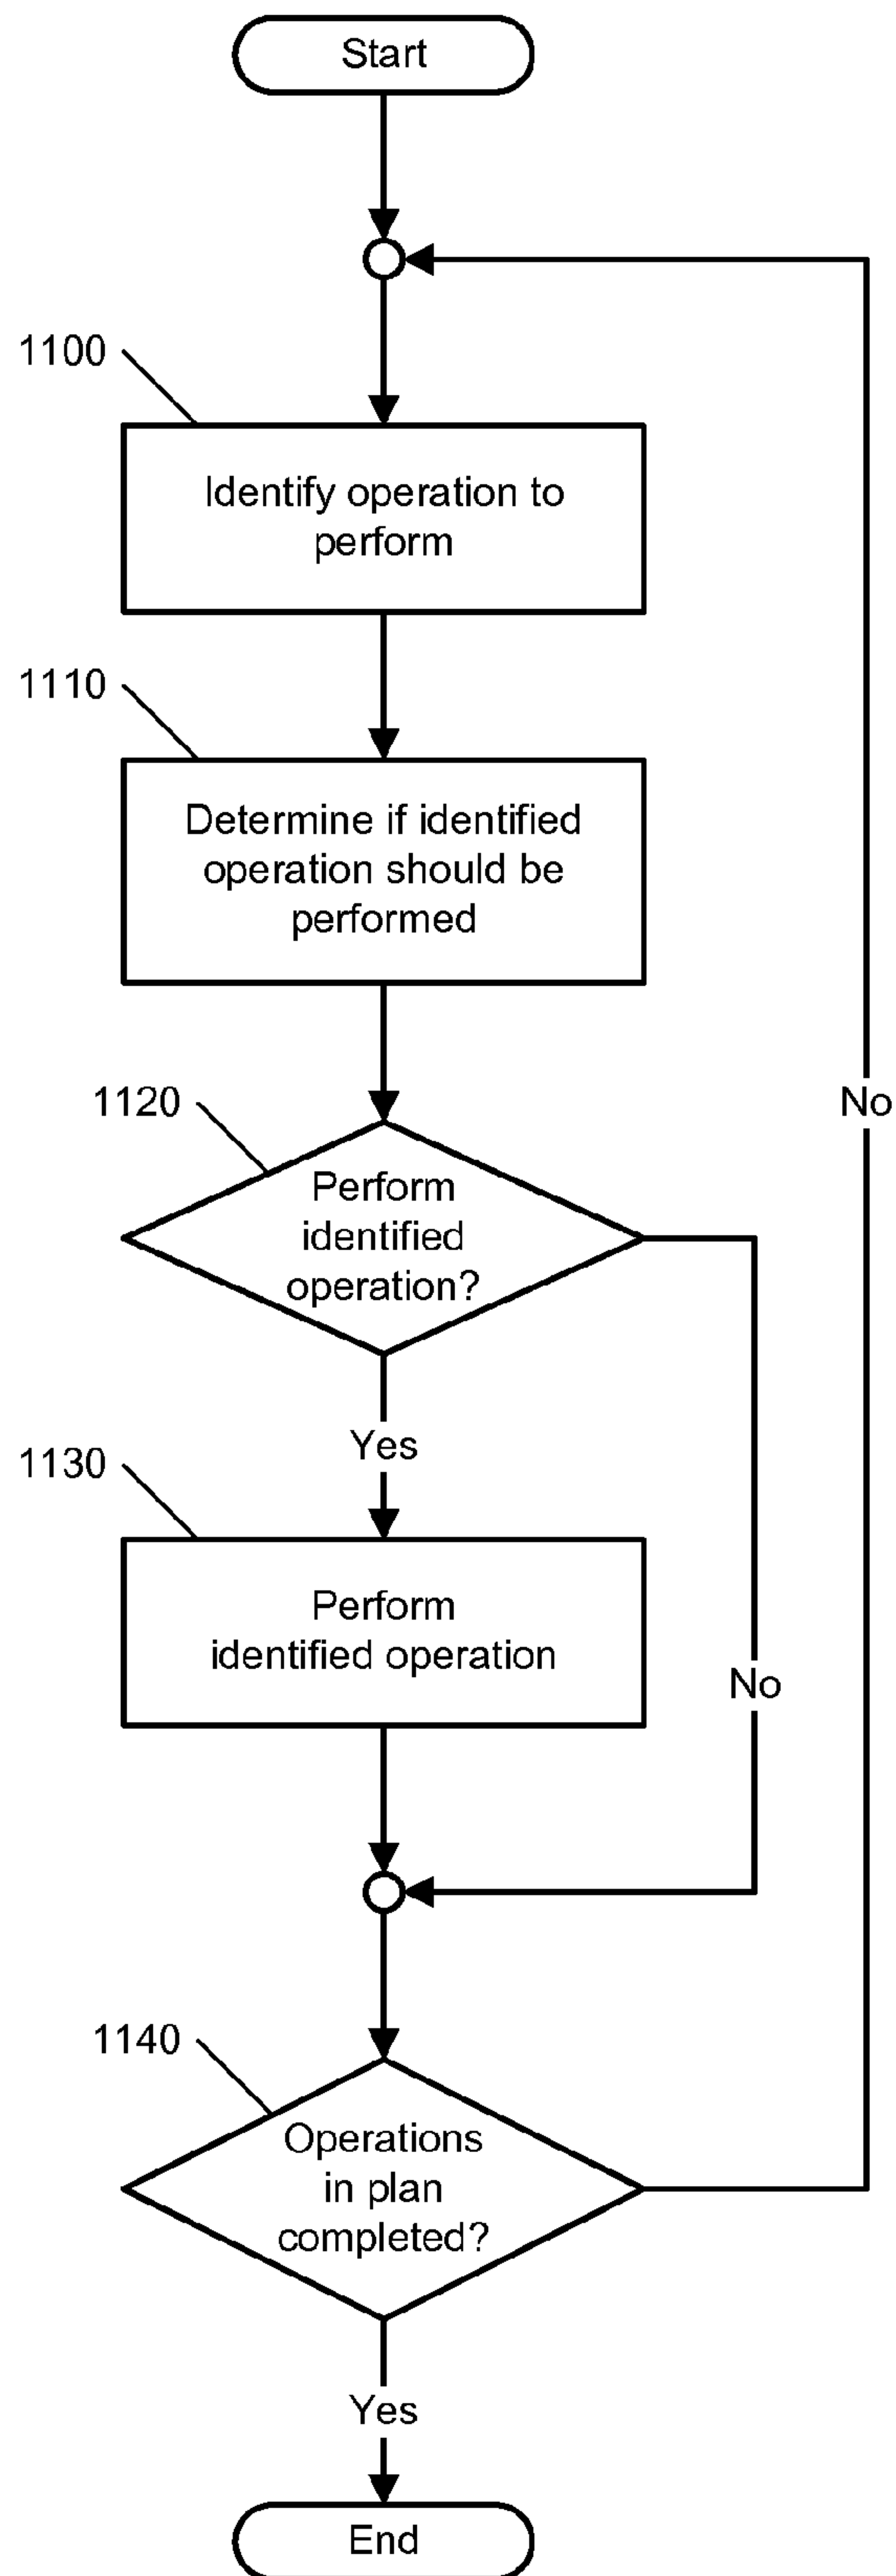 Start
1100
Identify operation to
perform
1110
Determine if identified
operation should be
performed
1120
No
Perform
identified
operation?
Yes
1130
Perform
identified operation
No
1140
Operations
in plan
completed?
Yes
End